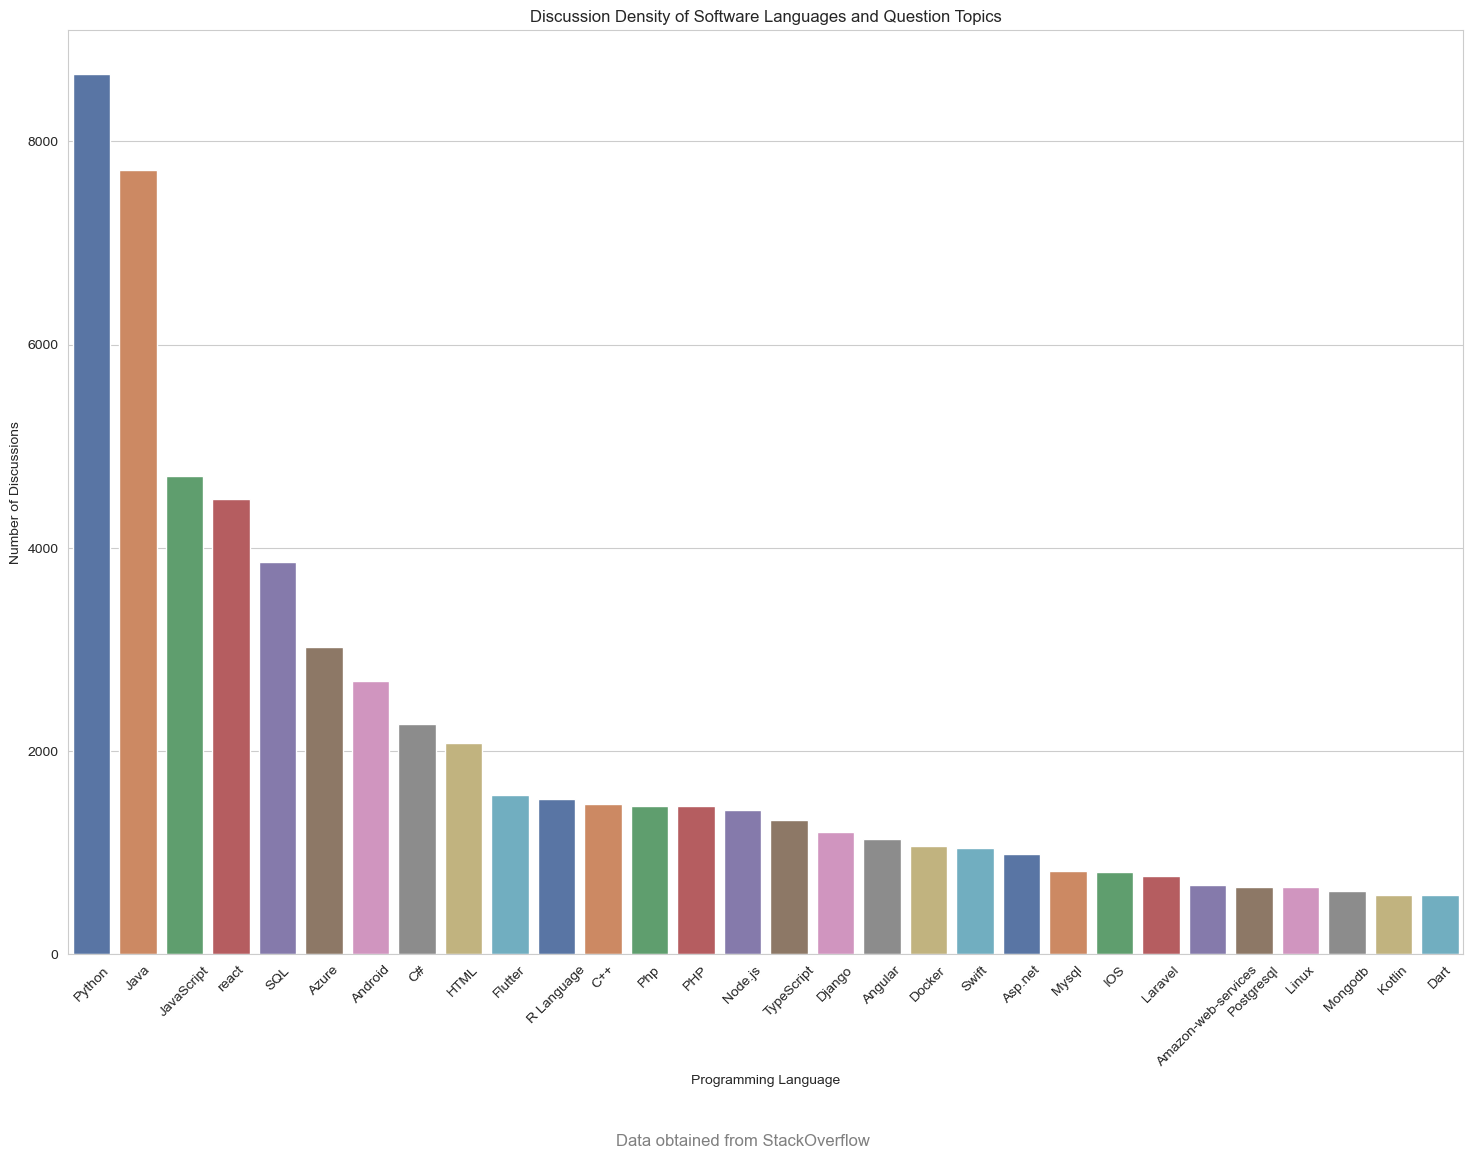 Discussion Density of Software Languages and Question Topics
Number of Discussions
8000
6000
4000
2000
0
Python
Java
JavaScript
react
SQL
Azure
Android
C#
HTML
Flutter
R Language
C++
Php
PHP
Node.js
TypeScript
Django
Angular
Docker
Swift
Asp.net
Mysql
IOS
Laravel
Amazon-web-services
Postgresql
Linux
Mongodb
Kotlin
Dart
Programming Language
Data obtained from StackOverflow